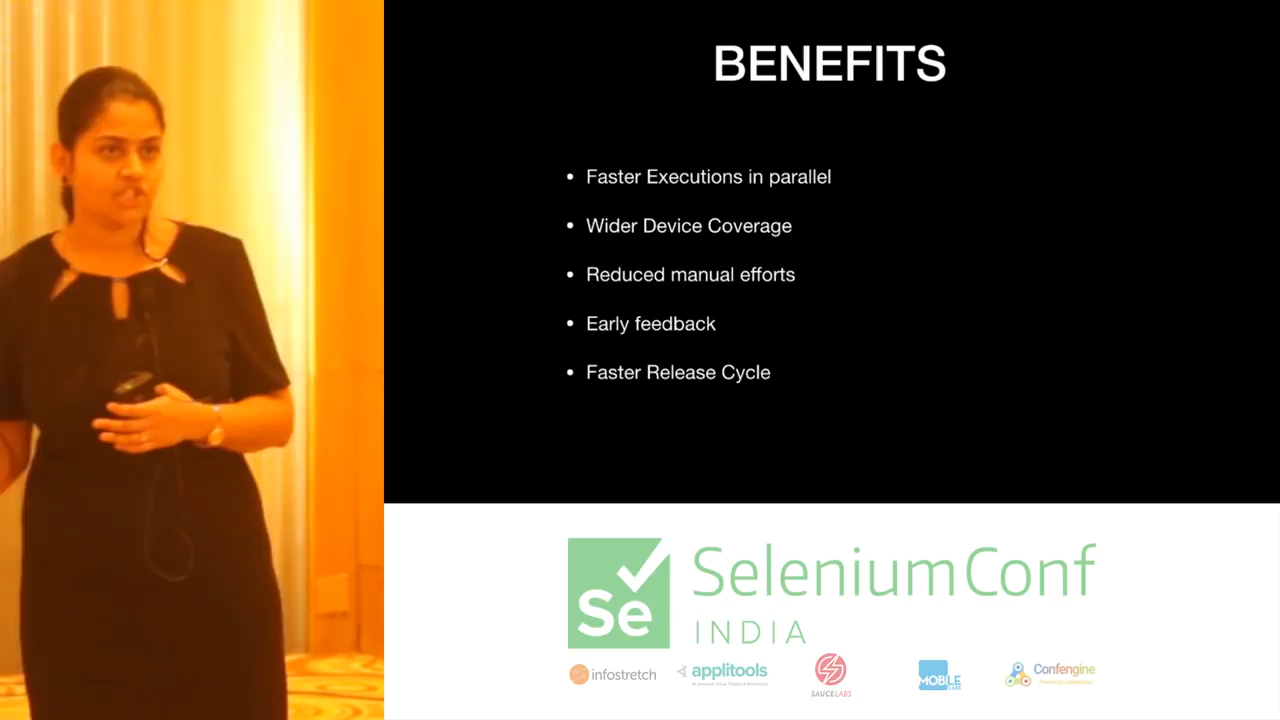 BENEFITS
• Faster Executions in parallel
• Wider Device Coverage
• Reduced manual efforts
• Early feedback
• Faster Release Cycle
Se
SeleniumConf
INDIA
infostretch
applitools
SAUCELABS
MOBILE
LABS
Confengine